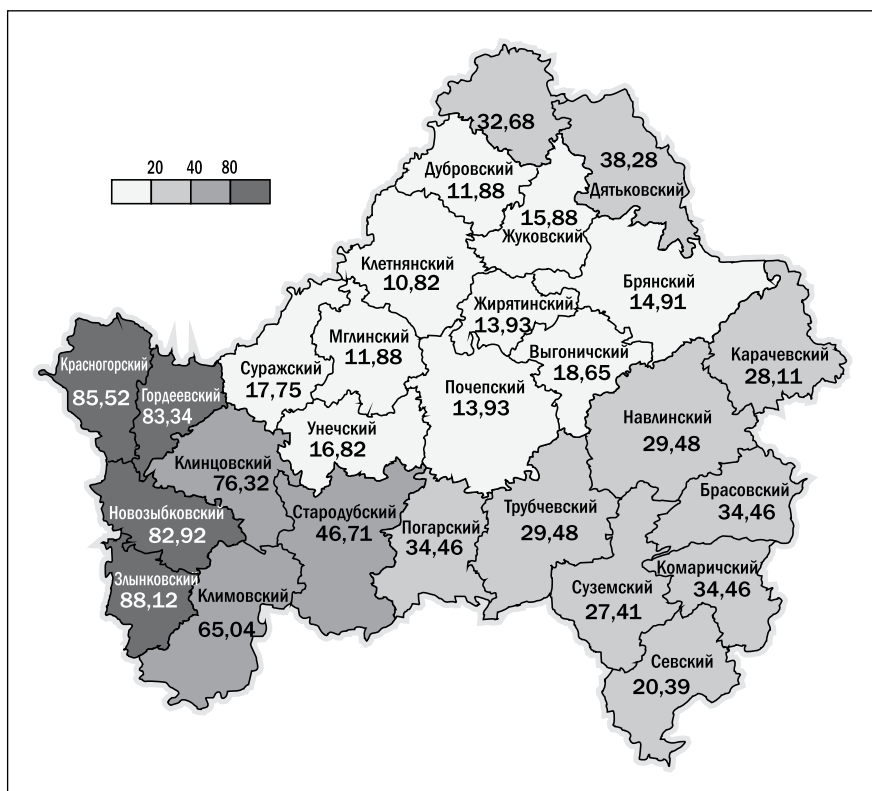 20 40 80
32,68
38,28
Дятьковский
Дубровский
11,88
15,88
Жуковский
Клетнянский
10,82
Брянский
14,91
Жирятинский
13,93
Мглинский
11,88
Выгоничский
18,65
Карачевский
28,11
Красногорский
85,52
Гордеевский
83,34
Суражский
17,75
Почепский
13,93
Навлинский
29,48
Унечский
16,82
Клинцовский
76,32
Брасовский
34,46
Новозыбковский
82,92
Стародубский
46,71
Погарский
34,46
Трубчевский
29,48
Злынковский
88,12
Климовский
65,04
Суземский
27,41
Комаричский
34,46
Севский
20,39